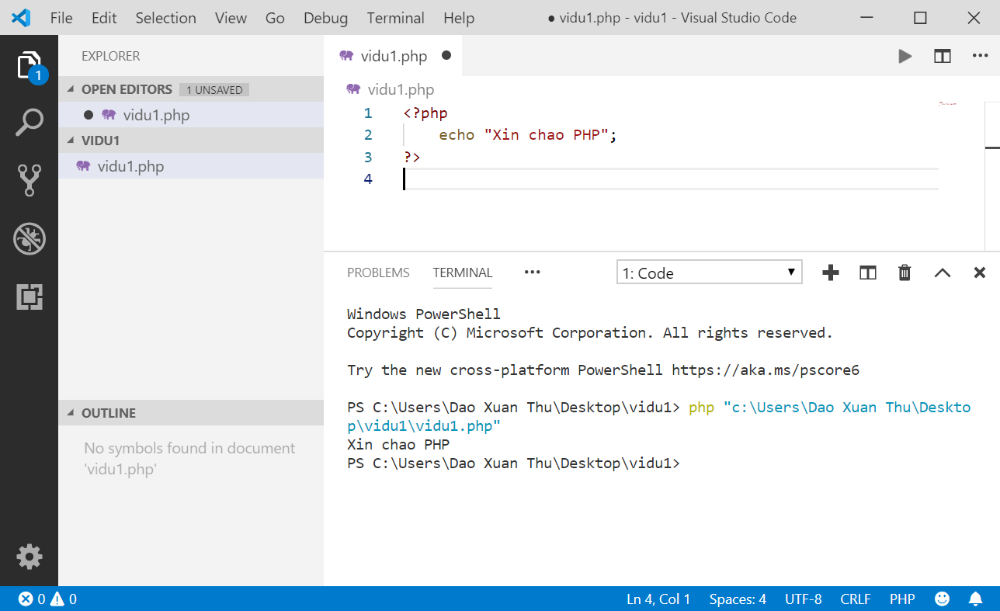 File Edit Selection View Go Debug Terminal Help ● vidu1.php - vidu1 - Visual Studio Code
1
EXPLORER
OPEN EDITORS 1 UNSAVED
● vidu1.php
VIDU1
vidu1.php
OUTLINE
No symbols found in document
'vidu1.php'
vidu1.php ●
vidu1.php
1 <?php
2 echo "Xin chao PHP";
3 ?>
4
PROBLEMS TERMINAL ••• 1: Code
Windows PowerShell
Copyright (C) Microsoft Corporation. All rights reserved.
Try the new cross-platform PowerShell https://aka.ms/pscore6
PS C:\Users\Dao Xuan Thu\Desktop\vidu1> php "c:\Users\Dao Xuan Thu\Deskto
p\vidu1\vidu1.php"
Xin chao PHP
PS C:\Users\Dao Xuan Thu\Desktop\vidu1>
0 0 Ln 4, Col 1 Spaces: 4 UTF-8 CRLF PHP